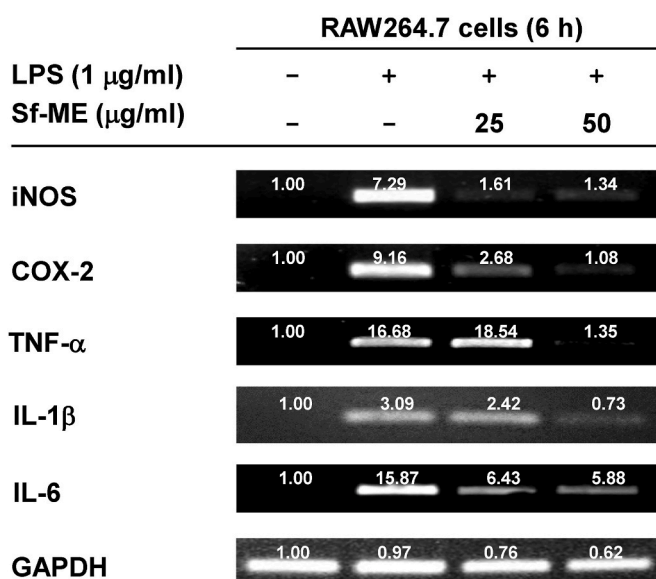 RAW264.7 cells (6 h)
LPS (1 μg/ml) − + + +
Sf-ME (μg/ml) − − 25 50
iNOS 1.00 7.29 1.61 1.34
COX-2 1.00 9.16 2.68 1.08
TNF-α 1.00 16.68 18.54 1.35
IL-1β 1.00 3.09 2.42 0.73
IL-6 1.00 15.87 6.43 5.88
GAPDH 1.00 0.97 0.76 0.62